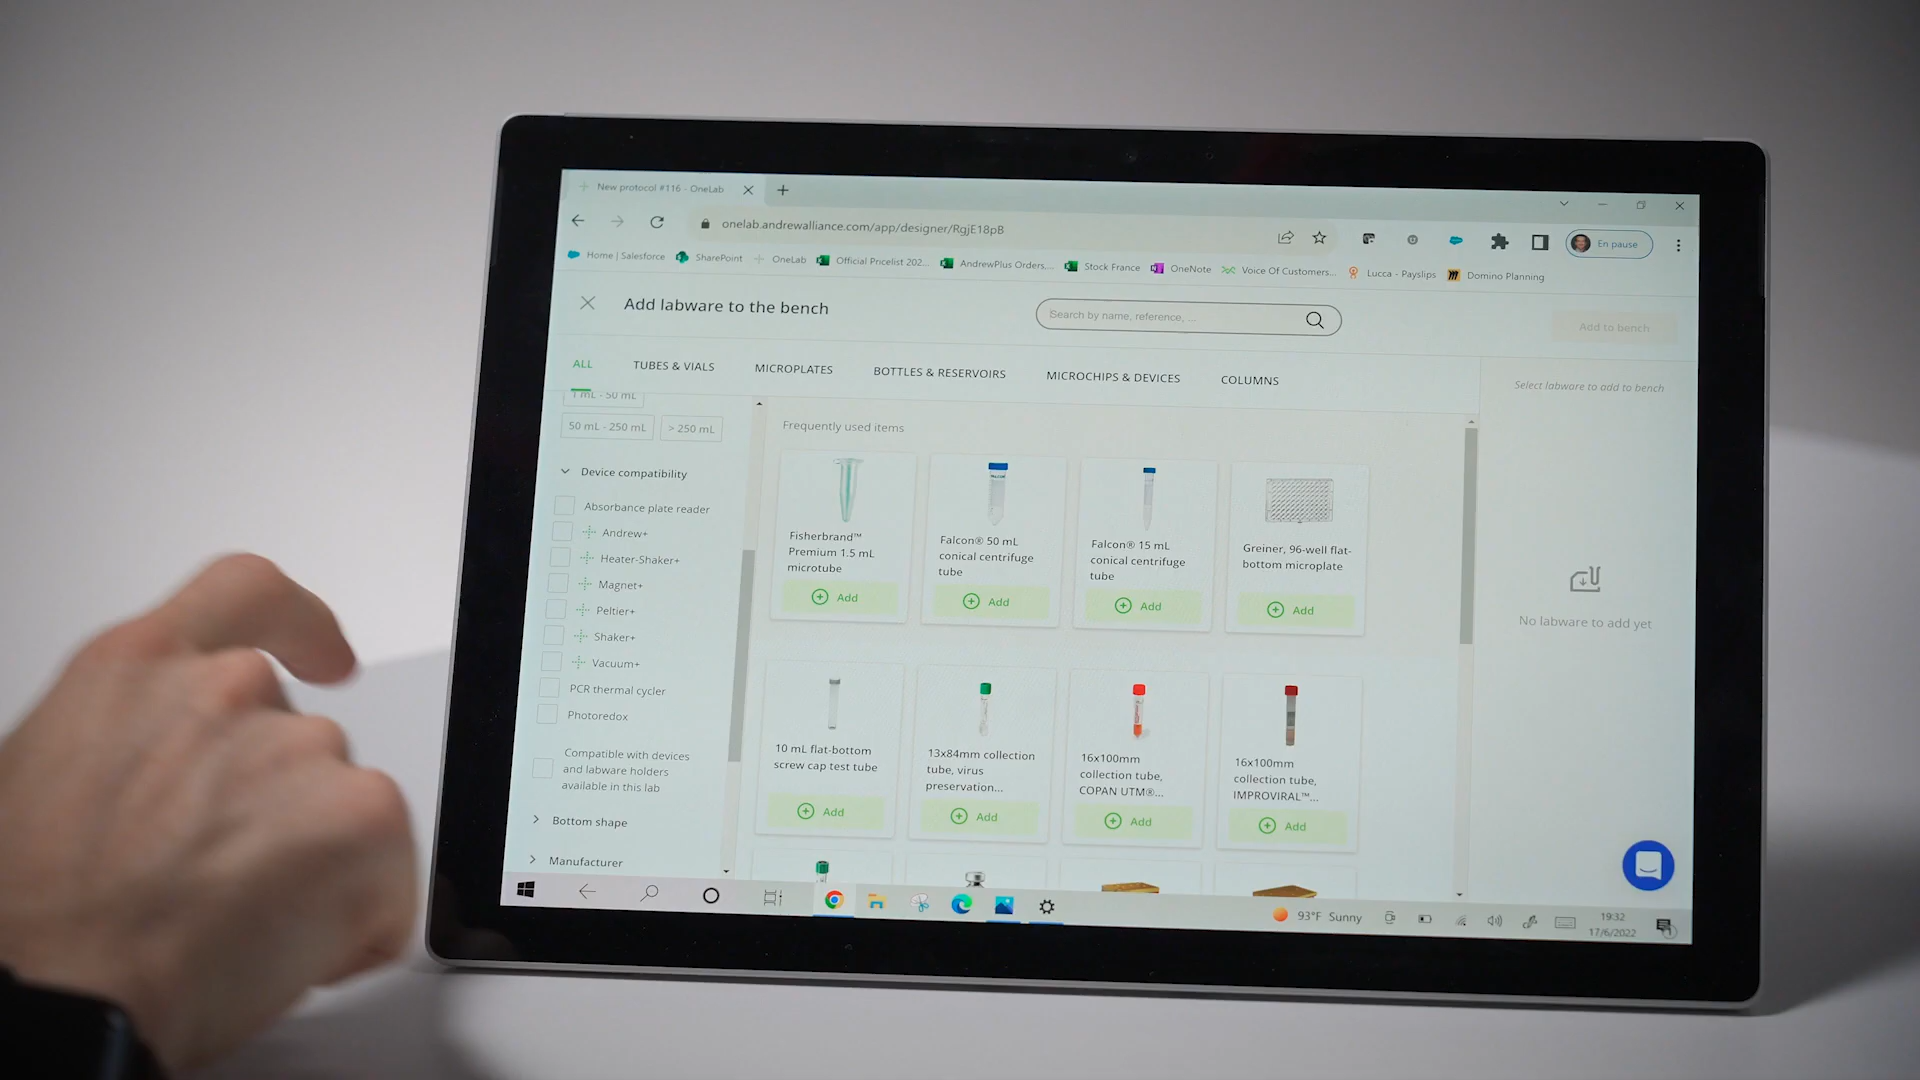 New protocol #116 - OneLab
onelab.andrewalliance.com/app/designer/RgjE18pB
En pause
Home | Salesforce
SharePoint
OneLab
Official Pricelist 202...
AndrewPlus Orders...
Stock France
OneNote
Voice Of Customers...
Lucca - Payslips
Domino Planning
Add labware to the bench
Search by name, reference, ...
Add to bench
ALL
TUBES & VIALS
MICROPLATES
BOTTLES & RESERVOIRS
MICROCHIPS & DEVICES
COLUMNS
Select labware to add to bench
1 mL - 50 mL
50 mL - 250 mL
> 250 mL
Device compatibility
Absorbance plate reader
Andrew+
Heater-Shaker+
Magnet+
Peltier+
Shaker+
Vacuum+
PCR thermal cycler
Photoredox
Compatible with devices
and labware holders
available in this lab
Bottom shape
Manufacturer
Frequently used items
Fisherbrand™
Premium 1.5 mL
microtube
Add
Falcon® 50 mL
conical centrifuge
tube
Add
Falcon® 15 mL
conical centrifuge
tube
Add
Greiner, 96-well flat-
bottom microplate
Add
10 mL flat-bottom
screw cap test tube
Add
13x84mm collection
tube, virus
preservation...
Add
16x100mm
collection tube,
COPAN UTM®...
Add
16x100mm
collection tube,
IMPROVIRAL™...
Add
No labware to add yet
93°F Sunny
19:32
17/6/2022